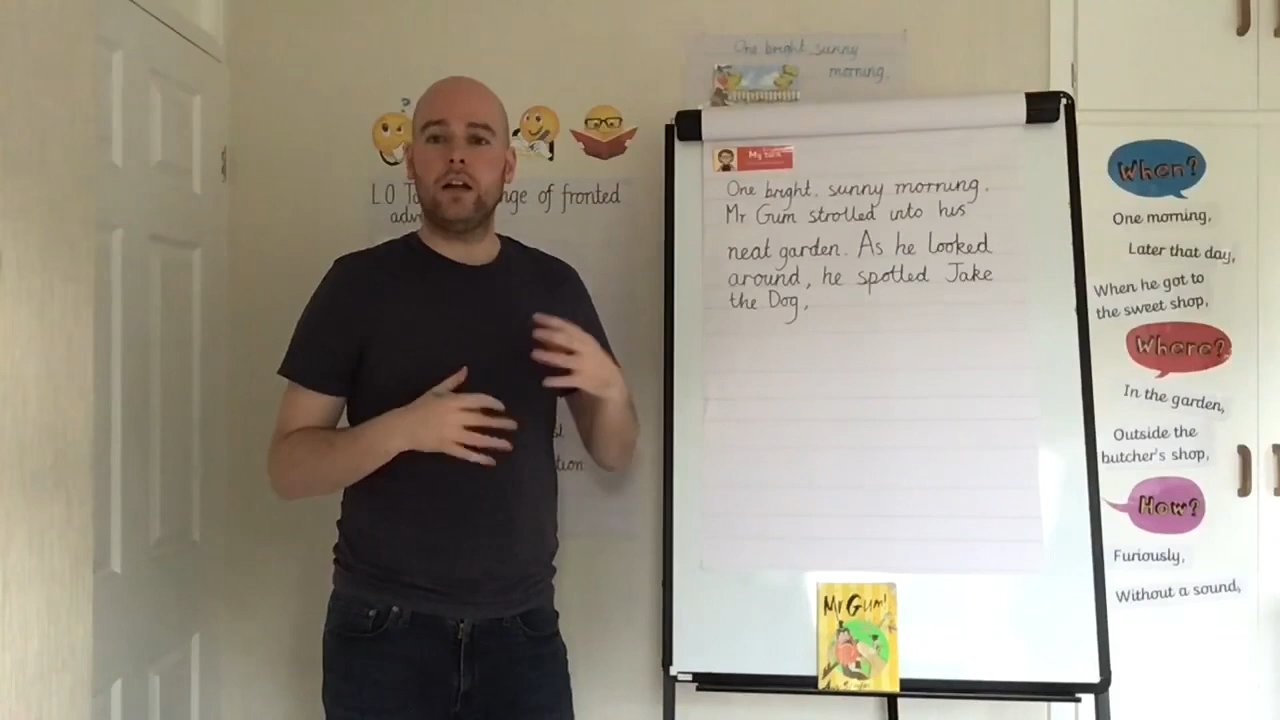 One bright, sunny
morning,
LO To nge of fronted
adv
st
tion
My turn
One bright, sunny morning,
Mr Gum strolled into his
neat garden. As he looked
around, he spotted Jake
the Dog,
Mr Gum!
When?
One morning,
Later that day,
When he got to
the sweet shop,
Where?
In the garden,
Outside the
butcher's shop,
How?
Furiously,
Without a sound,